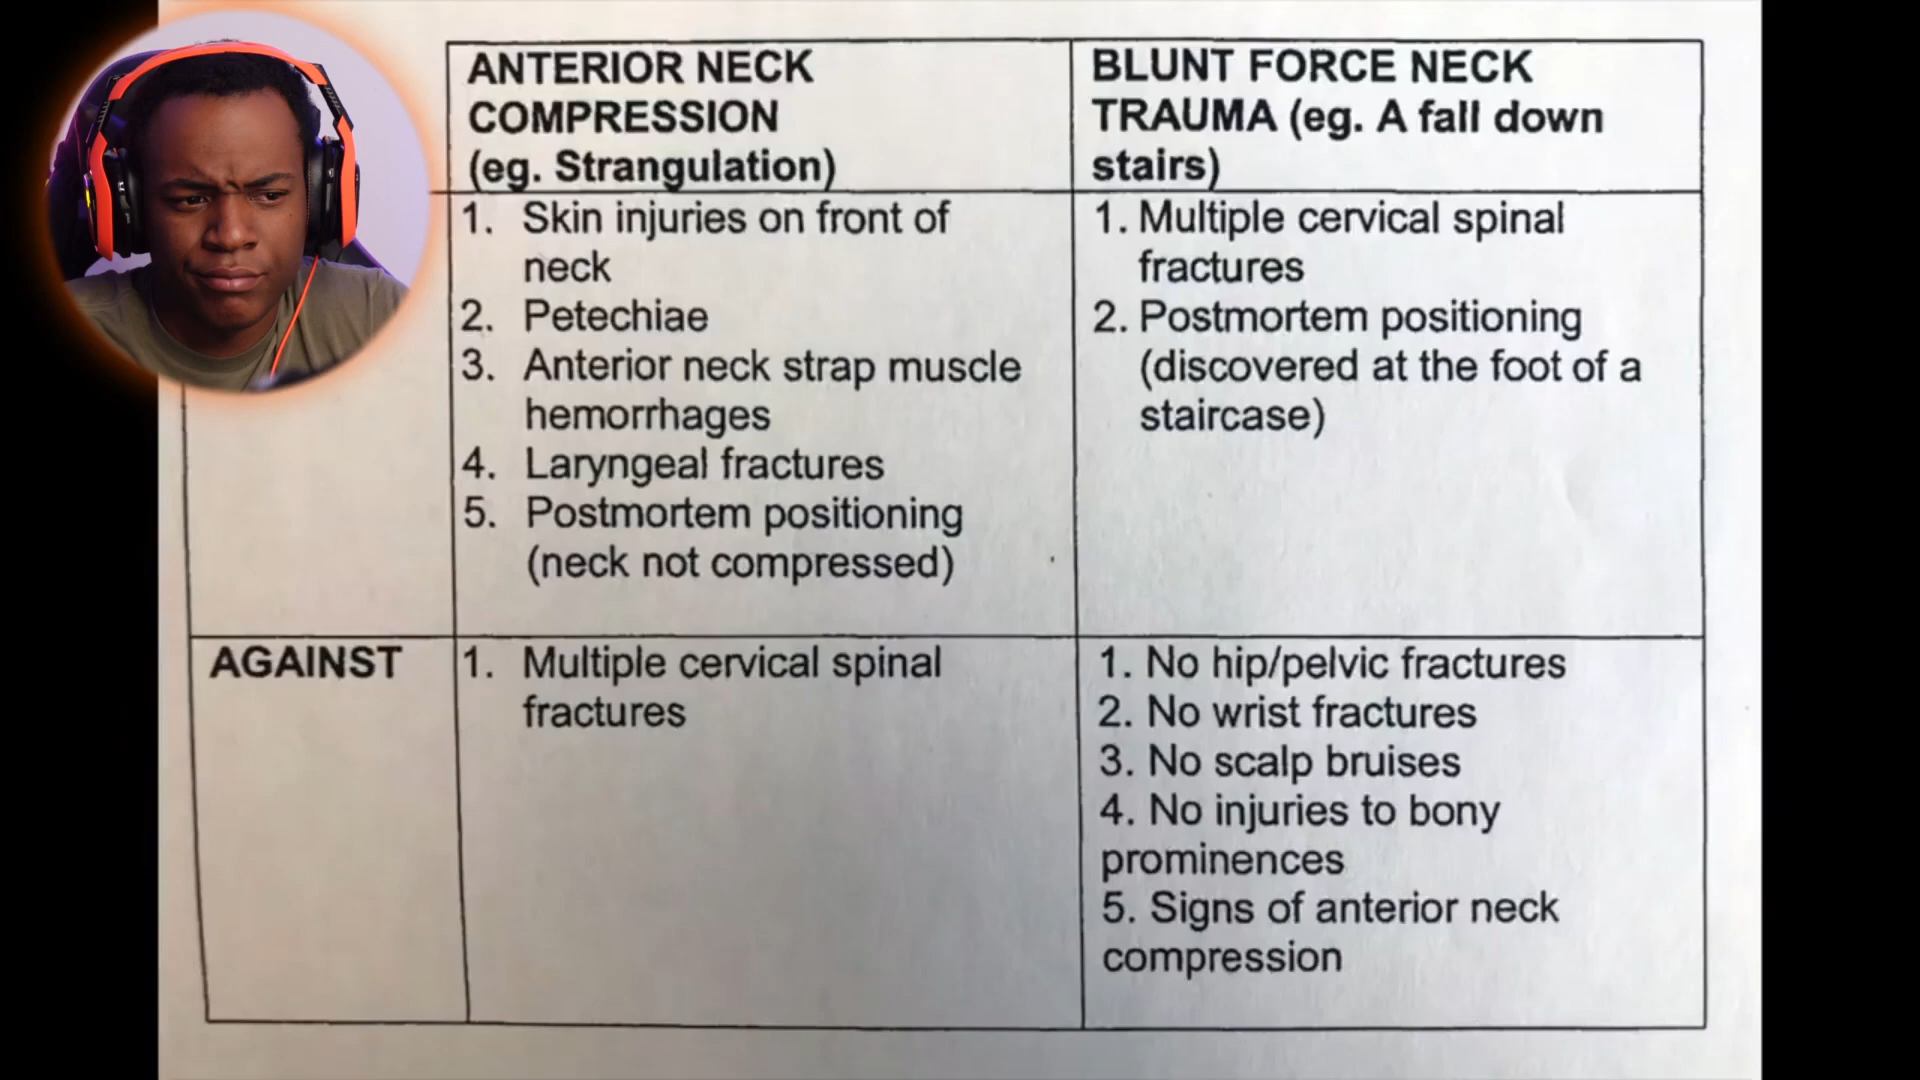 ANTERIOR NECK
COMPRESSION
(eg. Strangulation)
BLUNT FORCE NECK
TRAUMA (eg. A fall down
stairs)
1. Skin injuries on front of
neck
2. Petechiae
3. Anterior neck strap muscle
hemorrhages
4. Laryngeal fractures
5. Postmortem positioning
(neck not compressed)
1. Multiple cervical spinal
fractures
2. Postmortem positioning
(discovered at the foot of a
staircase)
AGAINST
1. Multiple cervical spinal
fractures
1. No hip/pelvic fractures
2. No wrist fractures
3. No scalp bruises
4. No injuries to bony
prominences
5. Signs of anterior neck
compression